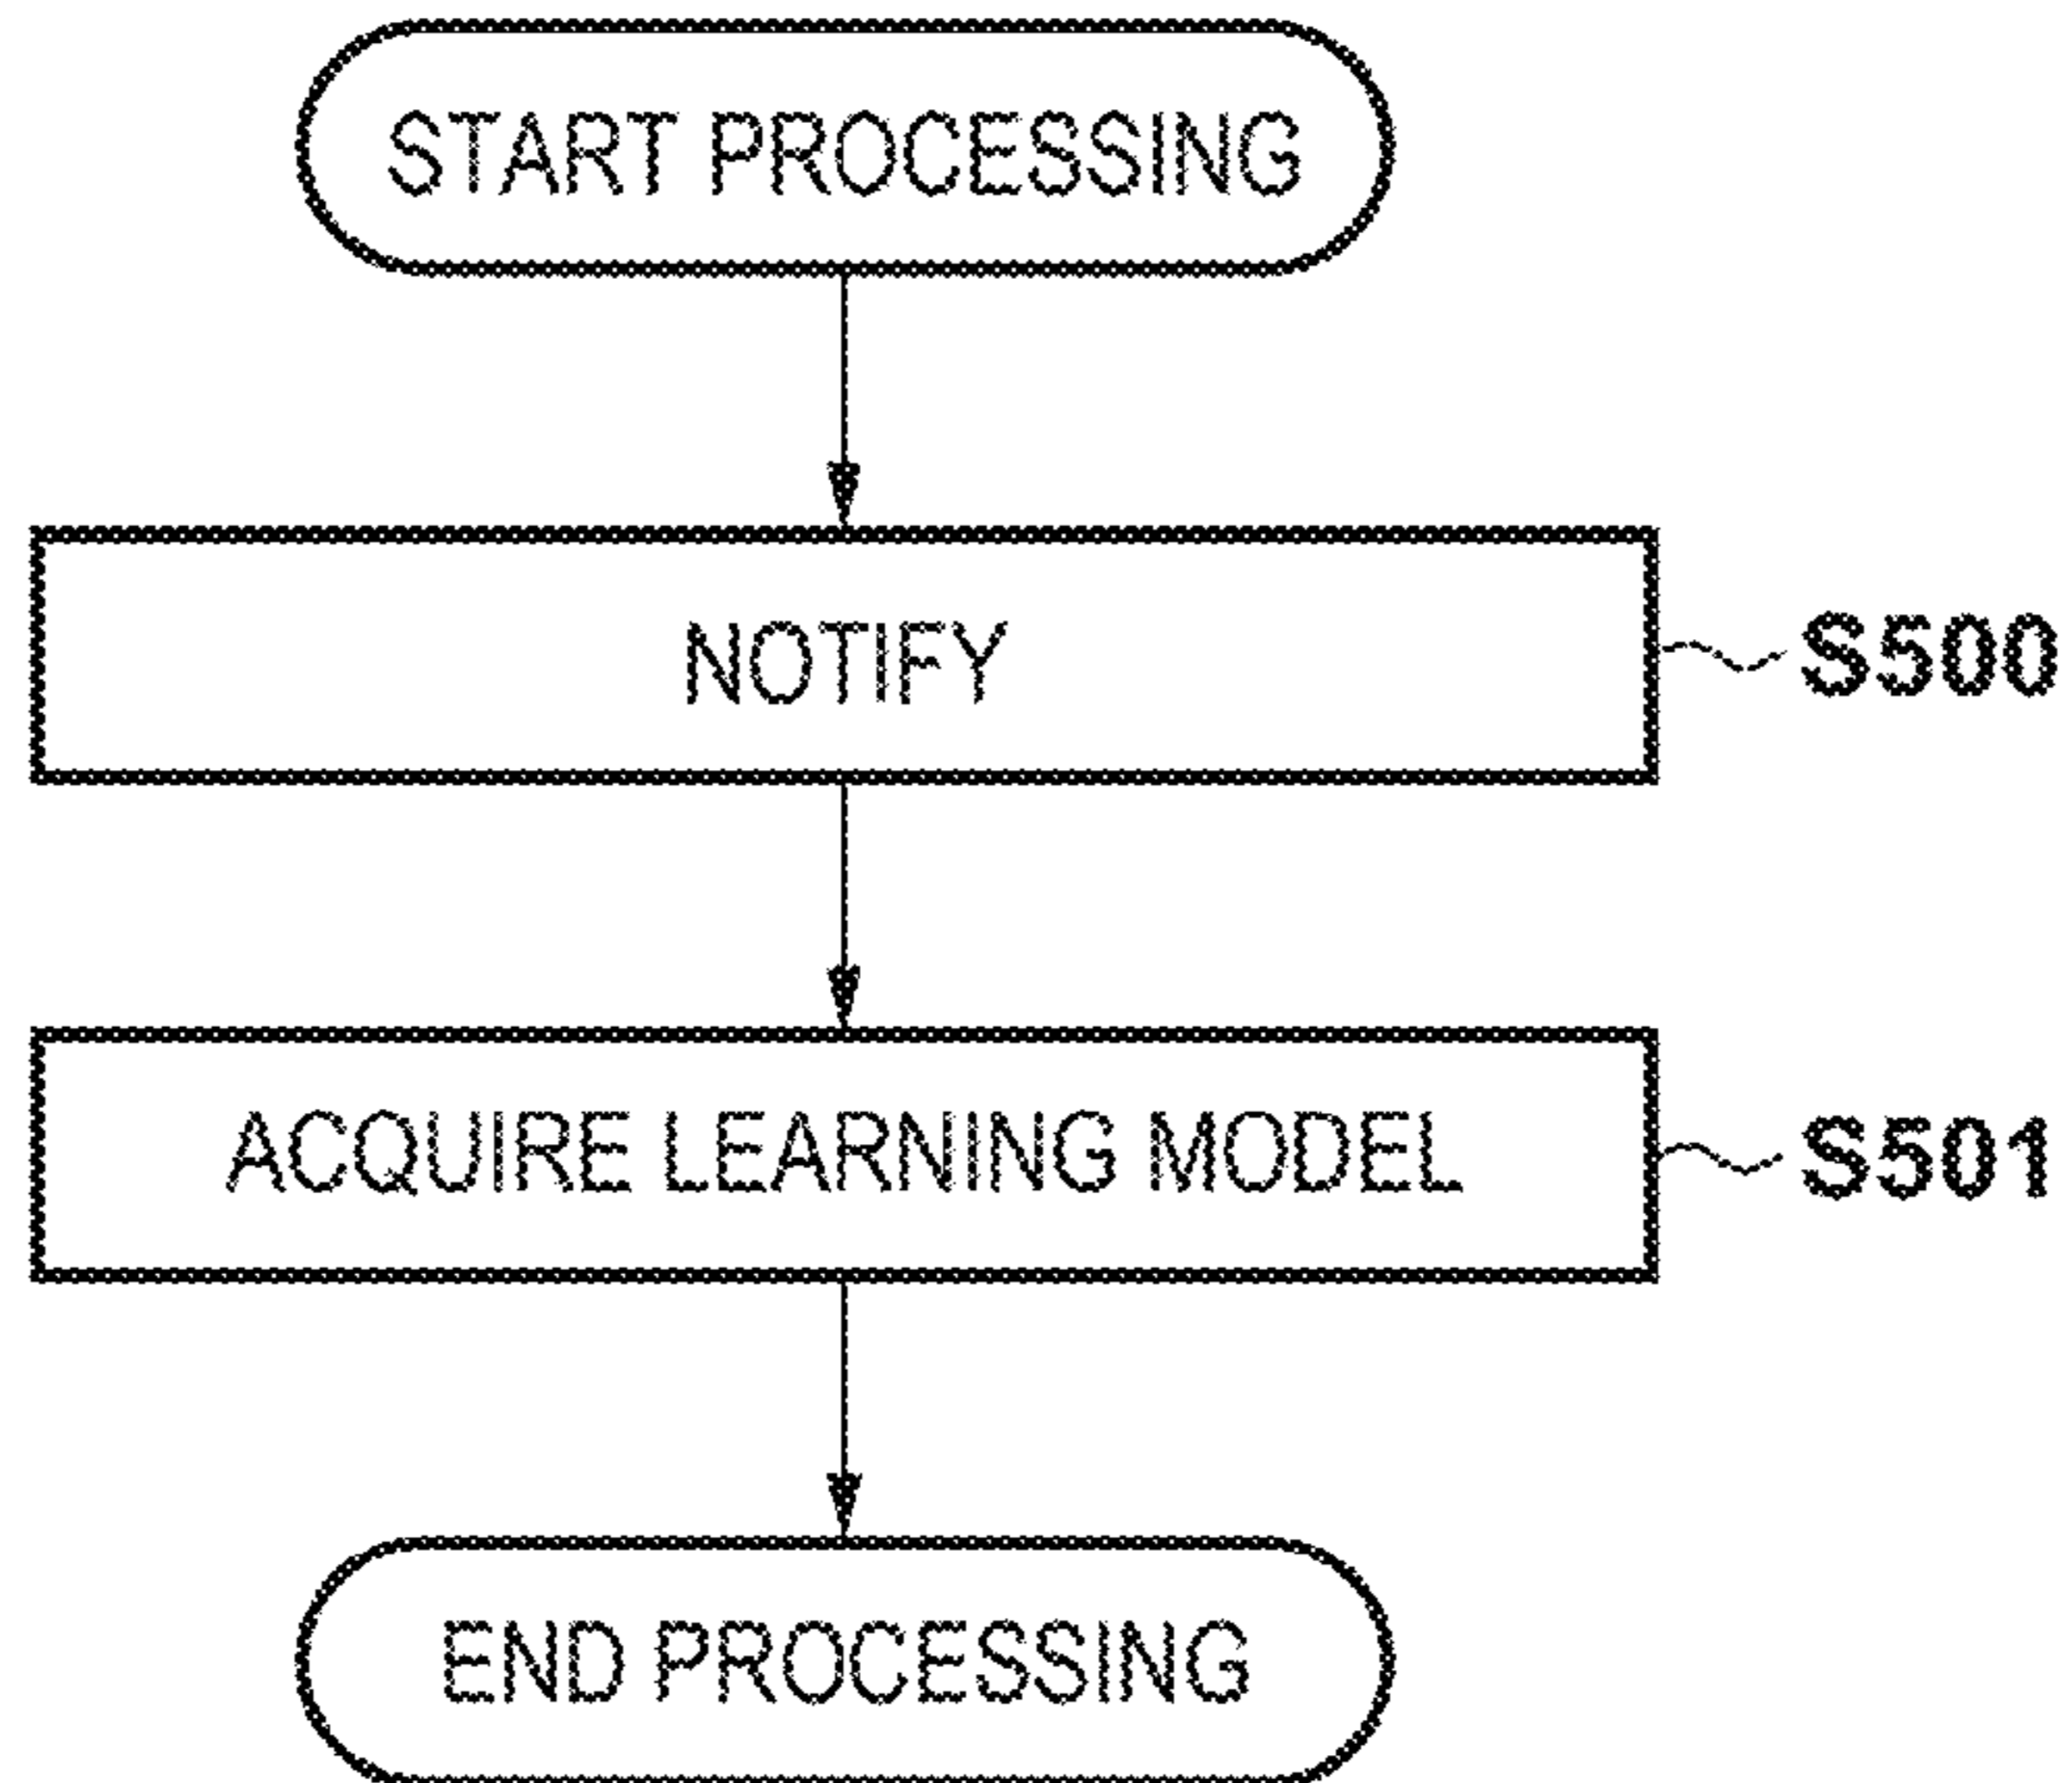 START PROCESSING
NOTIFY
S500
ACQUIRE LEARNING MODEL
S501
END PROCESSING